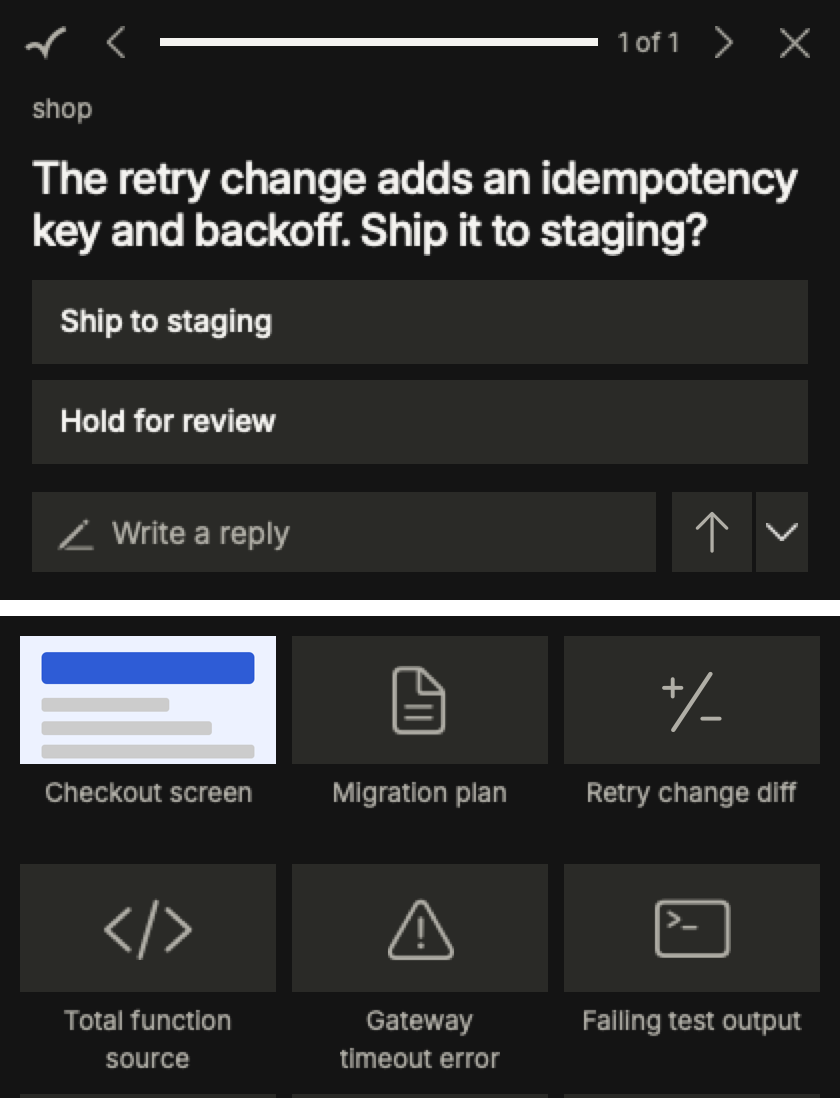 1 of 1
shop
The retry change adds an idempotency
key and backoff. Ship it to staging?
Ship to staging
Hold for review
Write a reply
Checkout screen
Migration plan
Retry change diff
Total function
source
Gateway
timeout error
Failing test output